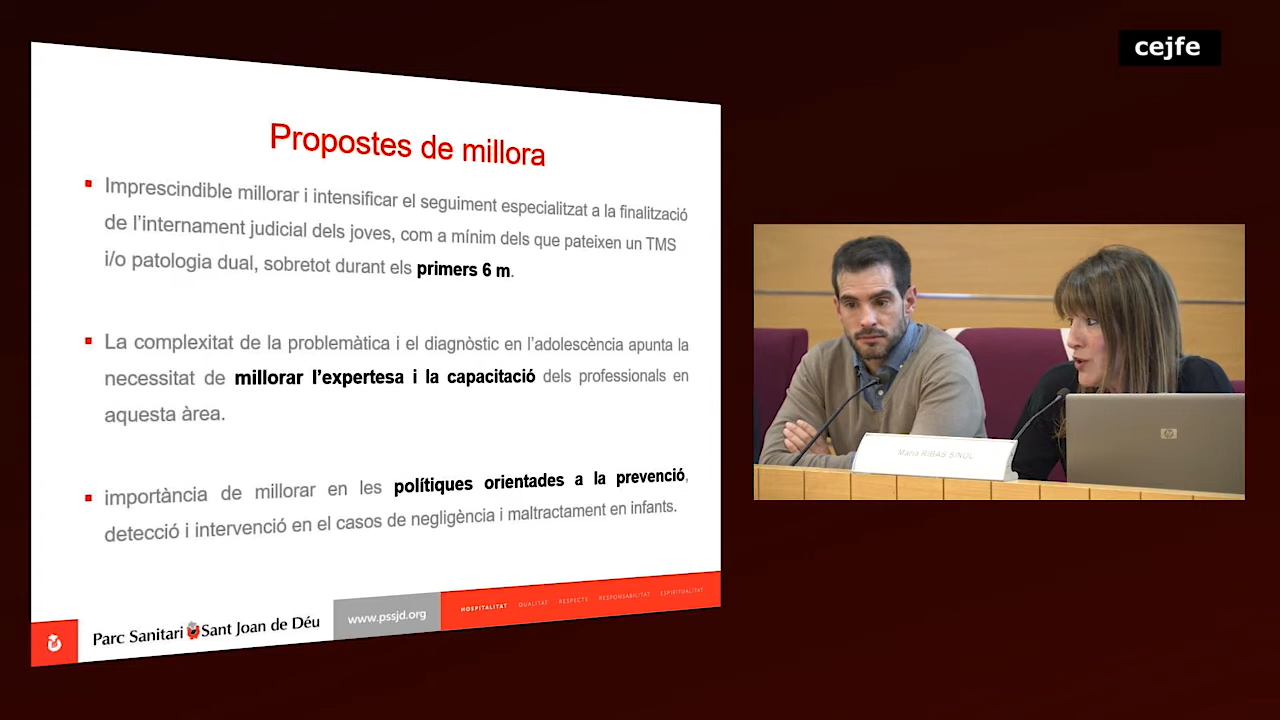 cejfe
Propostes de millora
Imprescindible millorar i intensificar el seguiment especialitzat a la finalització
de l’internament judicial dels joves, com a mínim dels que pateixen un TMS
i/o patologia dual, sobretot durant els primers 6 m.
La complexitat de la problemàtica i el diagnòstic en l’adolescència apunta la
necessitat de millorar l’expertesa i la capacitació dels professionals en
aquesta àrea.
importància de millorar en les polítiques orientades a la prevenció,
detecció i intervenció en el casos de negligència i maltractament en infants.
Parc Sanitari Sant Joan de Déu
www.pssjd.org
HOSPITALITAT QUALITAT RESPECTE RESPONSABILITAT ESPIRITUALITAT
Maria RIBAS SIÑOL
hp